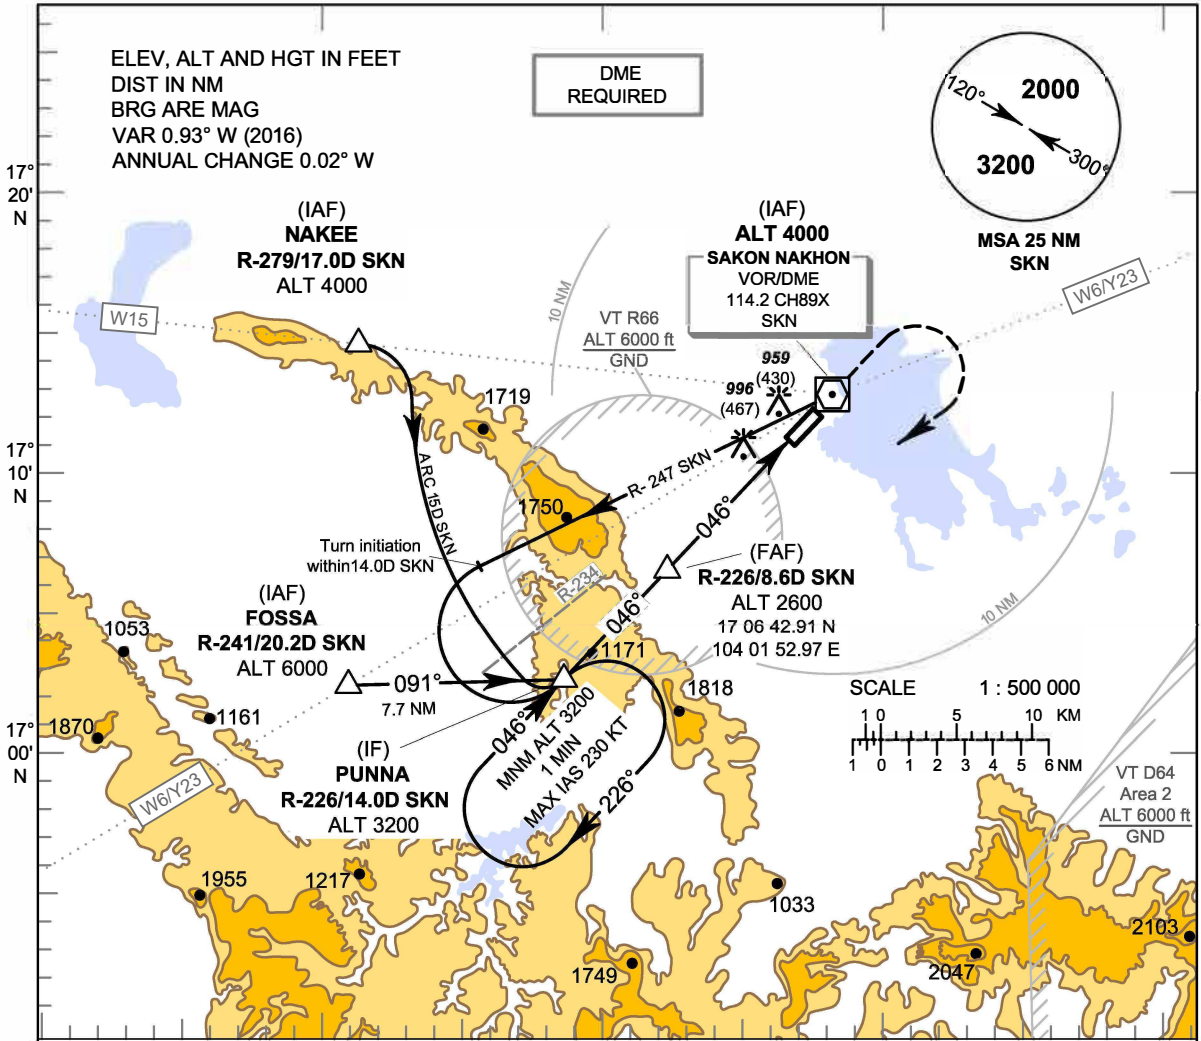 ELEV, ALT AND HGT IN FEET
DIST IN NM
BRG ARE MAG
VAR 0.93° W (2016)
ANNUAL CHANGE 0.02° W
DME
REQUIRED
120°
2000
3200
300°
MSA 25 NM
SKN
17°
20'
N
(IAF)
NAKEE
R-279/17.0D SKN
ALT 4000
(IAF)
ALT 4000
SAKON NAKHON
VOR/DME
114.2 CH89X
SKN
W6/Y23
W15
10 NM
VT R66
ALT 6000 ft
GND
959
(430)
996
(467)
1719
17°
10'
N
ARC 15D SKN
R- 247 SKN
1750
046°
Turn initiation
within14.0D SKN
R-234
(FAF)
R-226/8.6D SKN
ALT 2600
17 06 42.91 N
104 01 52.97 E
10 NM
(IAF)
FOSSA
R-241/20.2D SKN
ALT 6000
1053
046°
1171
091°
7.7 NM
1161
1870
1818
SCALE 1 : 500 000
1 0 5 10 KM
1 0 1 2 3 4 5 6 NM
17°
00'
N
(IF)
PUNNA
R-226/14.0D SKN
ALT 3200
046°
MNM ALT 3200
1 MIN
MAX IAS 230 KT
226°
W6/Y23
VT D64
Area 2
ALT 6000 ft
GND
1955
1217
1033
1749
2047
2103